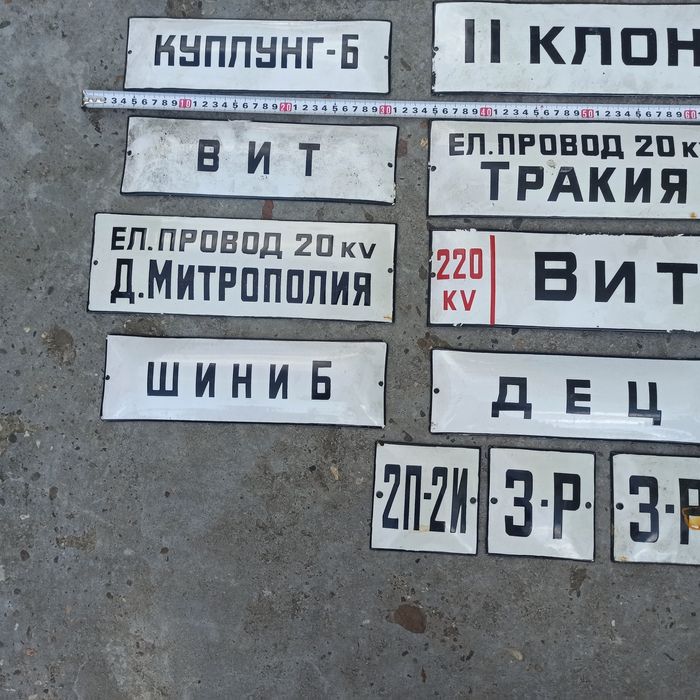 КУПЛУНГ-Б
II КЛОН
ВИТ
ЕЛ. ПРОВОД 20 К
ТРАКИЯ
ЕЛ. ПРОВОД 20 KV
Д. МИТРОПОЛИЯ
220
KV
ВИТ
ШИНИ Б
ДЕЦ
2П-2И
3-Р
3-Р